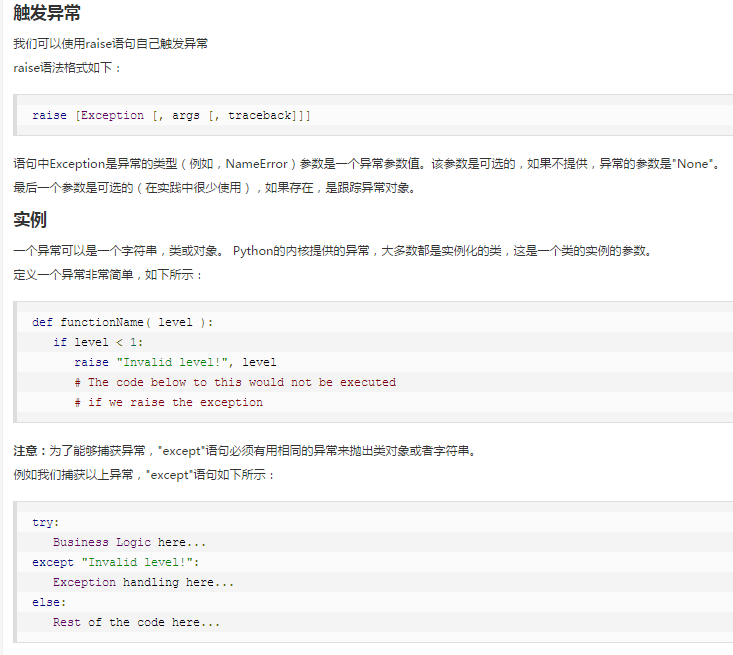 触发异常
我们可以使用raise语句自己触发异常
raise语法格式如下：
raise [Exception [, args [, traceback]]]
语句中Exception是异常的类型（例如，NameError）参数是一个异常参数值。该参数是可选的，如果不提供，异常的参数是"None"。
最后一个参数是可选的（在实践中很少使用），如果存在，是跟踪异常对象。
实例
一个异常可以是一个字符串，类或对象。 Python的内核提供的异常，大多数都是实例化的类，这是一个类的实例的参数。
定义一个异常非常简单，如下所示：
def functionName( level ):
   if level < 1:
      raise "Invalid level!", level
      # The code below to this would not be executed
      # if we raise the exception
注意：为了能够捕获异常，"except"语句必须有用相同的异常来抛出类对象或者字符串。
例如我们捕获以上异常，"except"语句如下所示：
try:
   Business Logic here...
except "Invalid level!":
   Exception handling here...
else:
   Rest of the code here...